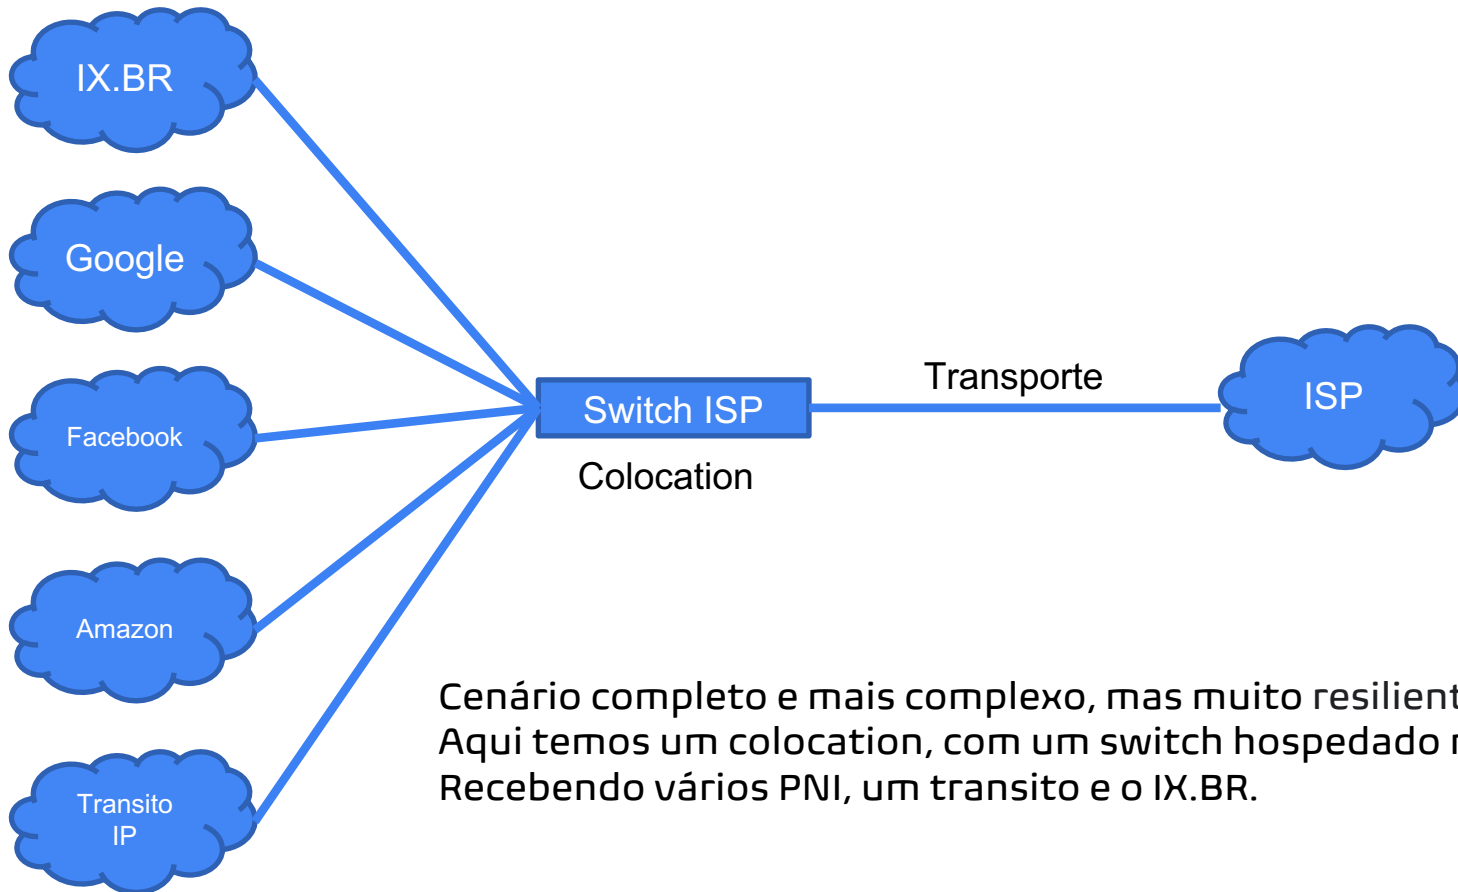 IX.BR
Google
Facebook
Amazon
Transito
IP
Switch ISP
Colocation
Transporte
ISP
Cenário completo e mais complexo, mas muito
Aqui temos um colocation, com um switch hospedado
Recebendo vários PNI, um transito e o IX.BR.